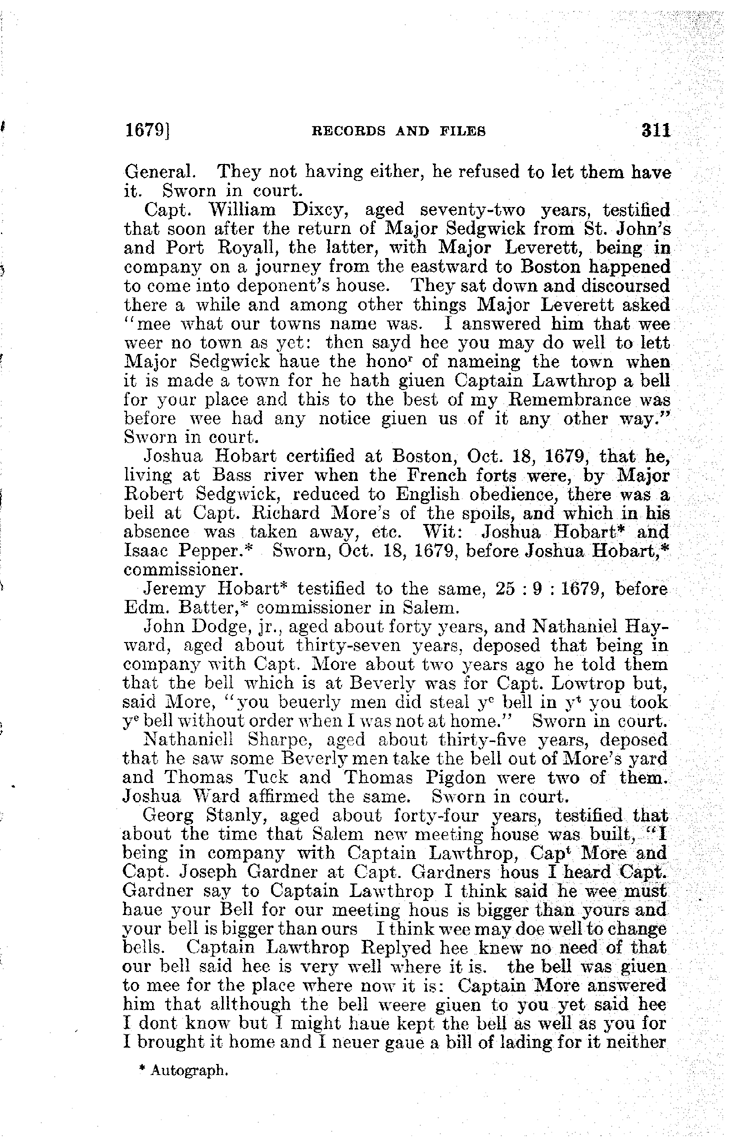 1679] RECORDS AND FILES 311
General. They not having either, he refused to let them have
it. Sworn in court.
Capt. William Dixcy, aged seventy-two years, testified
that soon after the return of Major Sedgwick from St. John's
and Port Royall, the latter, with Major Leverett, being in
company on a journey from the eastward to Boston happened
to come into deponent's house. They sat down and discoursed
there a while and among other things Major Leverett asked
"mee what our towns name was. I answered him that wee
weer no town as yet: then sayd hee you may do well to lett
Major Sedgwick haue the honoʳ of nameing the town when
it is made a town for he hath giuen Captain Lawthrop a bell
for your place and this to the best of my Remembrance was
before wee had any notice giuen us of it any other way."
Sworn in court.
Joshua Hobart certified at Boston, Oct. 18, 1679, that he,
living at Bass river when the French forts were, by Major
Robert Sedgwick, reduced to English obedience, there was a
bell at Capt. Richard More's of the spoils, and which in his
absence was taken away, etc. Wit: Joshua Hobart* and
Isaac Pepper.* Sworn, Oct. 18, 1679, before Joshua Hobart,*
commissioner.
Jeremy Hobart* testified to the same, 25 : 9 : 1679, before
Edm. Batter,* commissioner in Salem.
John Dodge, jr., aged about forty years, and Nathaniel Hay-
ward, aged about thirty-seven years, deposed that being in
company with Capt. More about two years ago he told them
that the bell which is at Beverly was for Capt. Lowtrop but,
said More, "you beuerly men did steal yᵉ bell in yᵗ you took
yᵉ bell without order when I was not at home." Sworn in court.
Nathaniell Sharpe, aged about thirty-five years, deposed
that he saw some Beverly men take the bell out of More's yard
and Thomas Tuck and Thomas Pigdon were two of them.
Joshua Ward affirmed the same. Sworn in court.
Georg Stanly, aged about forty-four years, testified that
about the time that Salem new meeting house was built, "I
being in company with Captain Lawthrop, Capᵗ More and
Capt. Joseph Gardner at Capt. Gardners hous I heard Capt.
Gardner say to Captain Lawthrop I think said he wee must
haue your Bell for our meeting hous is bigger than yours and
your bell is bigger than ours I think wee may doe well to change
bells. Captain Lawthrop Replyed hee knew no need of that
our bell said hee is very well where it is. the bell was giuen
to mee for the place where now it is: Captain More answered
him that allthough the bell weere giuen to you yet said hee
I dont know but I might haue kept the bell as well as you for
I brought it home and I neuer gaue a bill of lading for it neither
* Autograph.